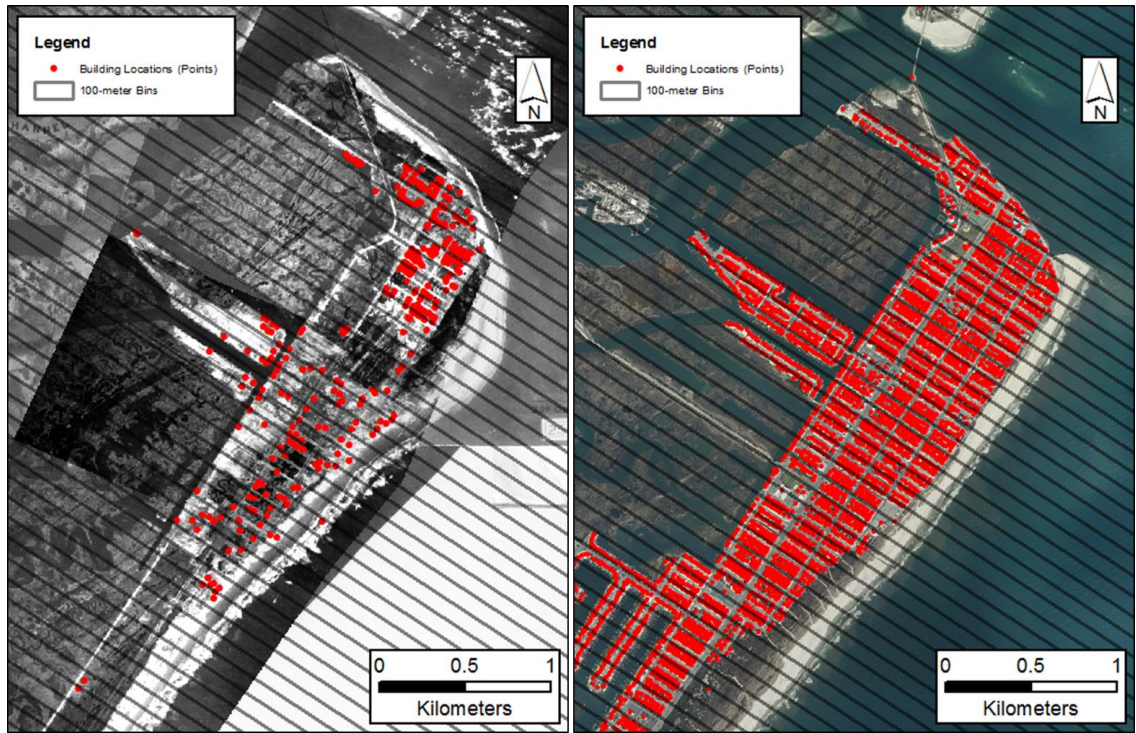 Legend
Building Locations (Points)
100-meter Bins
N
HANNEL
0 0.5 1
Kilometers
Legend
Building Locations (Points)
100-meter Bins
N
0 0.5 1
Kilometers